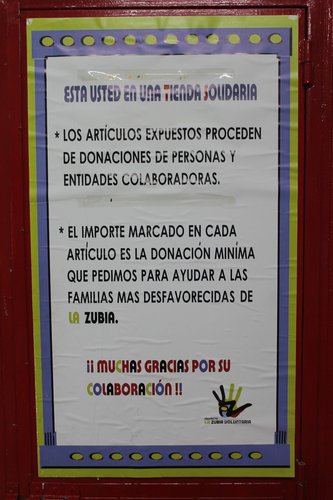 ESTA USTED EN UNA TIENDA SOLIDARIA
* LOS ARTÍCULOS EXPUESTOS PROCEDEN
DE DONACIONES DE PERSONAS Y
ENTIDADES COLABORADORAS.
* EL IMPORTE MARCADO EN CADA
ARTÍCULO ES LA DONACIÓN MINÍMA
QUE PEDIMOS PARA AYUDAR A LAS
FAMILIAS MAS DESFAVORECIDAS DE
LA ZUBIA.
¡¡ MUCHAS GRACIAS POR SU
COLABORACIÓN !!
LA ZUBIA VOLUNTARIA